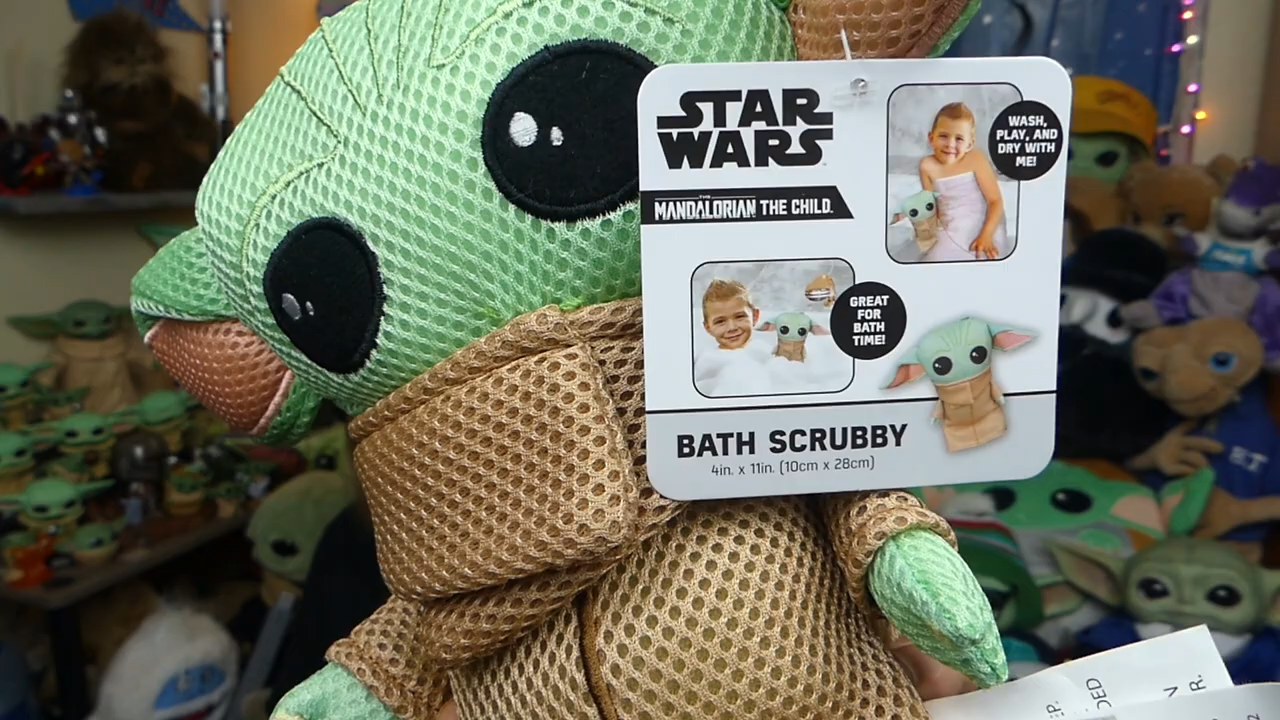 STAR
WARS
THE
MANDALORIAN THE CHILD
WASH,
PLAY, AND
DRY WITH
ME!
GREAT
FOR
BATH
TIME!
BATH SCRUBBY
4in. x 11in. (10cm x 28cm)
E.T.